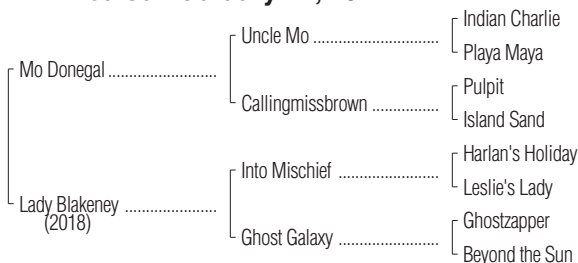 Indian Charlie
Uncle Mo ..................
Playa Maya
Mo Donegal .....................
Pulpit
Callingmissbrown ................
Island Sand
Harlan's Holiday
Into Mischief ..................
Leslie's Lady
Lady Blakeney ..................
(2018)
Ghostzapper
Ghost Galaxy ..................
Beyond the Sun